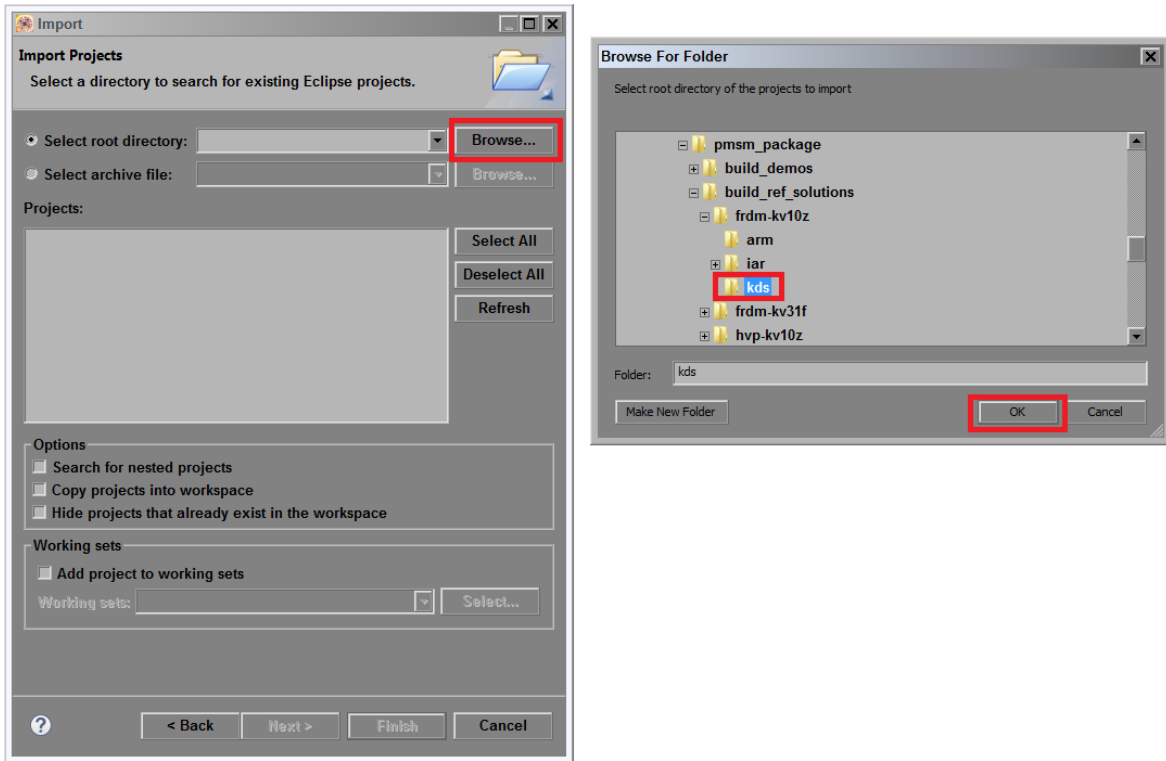 Import
Import Projects
Select a directory to search for existing Eclipse projects.
Select root directory:
Browse...
Select archive file:
Browse...
Projects:
Select All
Deselect All
Refresh
Options
Search for nested projects
Copy projects into workspace
Hide projects that already exist in the workspace
Working sets
Add project to working sets
Working sets:
Select...
?
< Back
Next >
Finish
Cancel
Browse For Folder
Select root directory of the projects to import
pmsm_package
build_demos
build_ref_solutions
frdm-kv10z
arm
iar
kds
frdm-kv31f
hvp-kv10z
Folder:
kds
Make New Folder
OK
Cancel